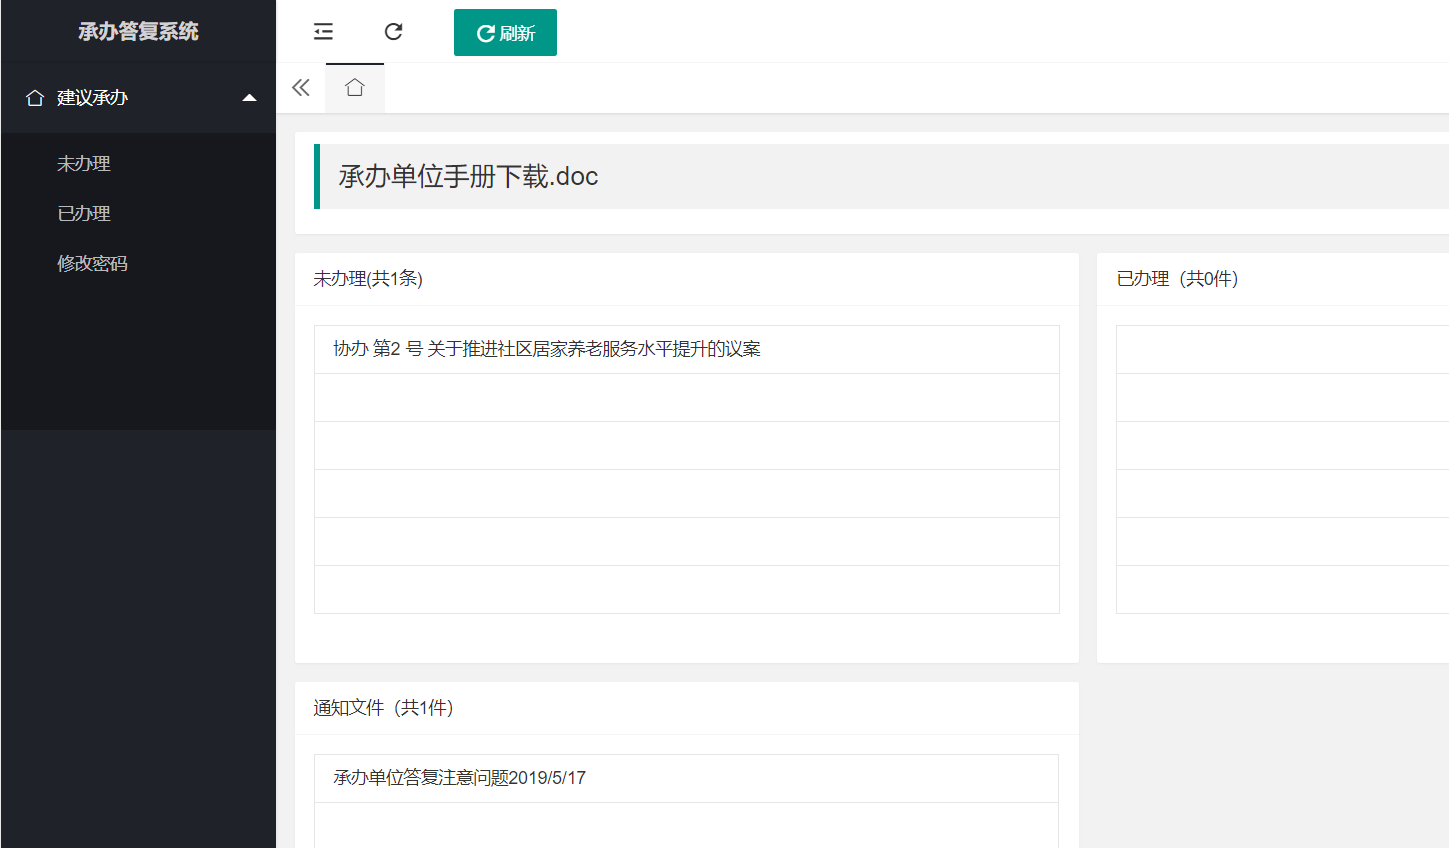 承办答复系统
刷新
建议承办
未办理
已办理
修改密码
承办单位手册下载.doc
未办理(共1条)
协办 第2 号 关于推进社区居家养老服务水平提升的议案
已办理（共0件）
通知文件（共1件）
承办单位答复注意问题2019/5/17